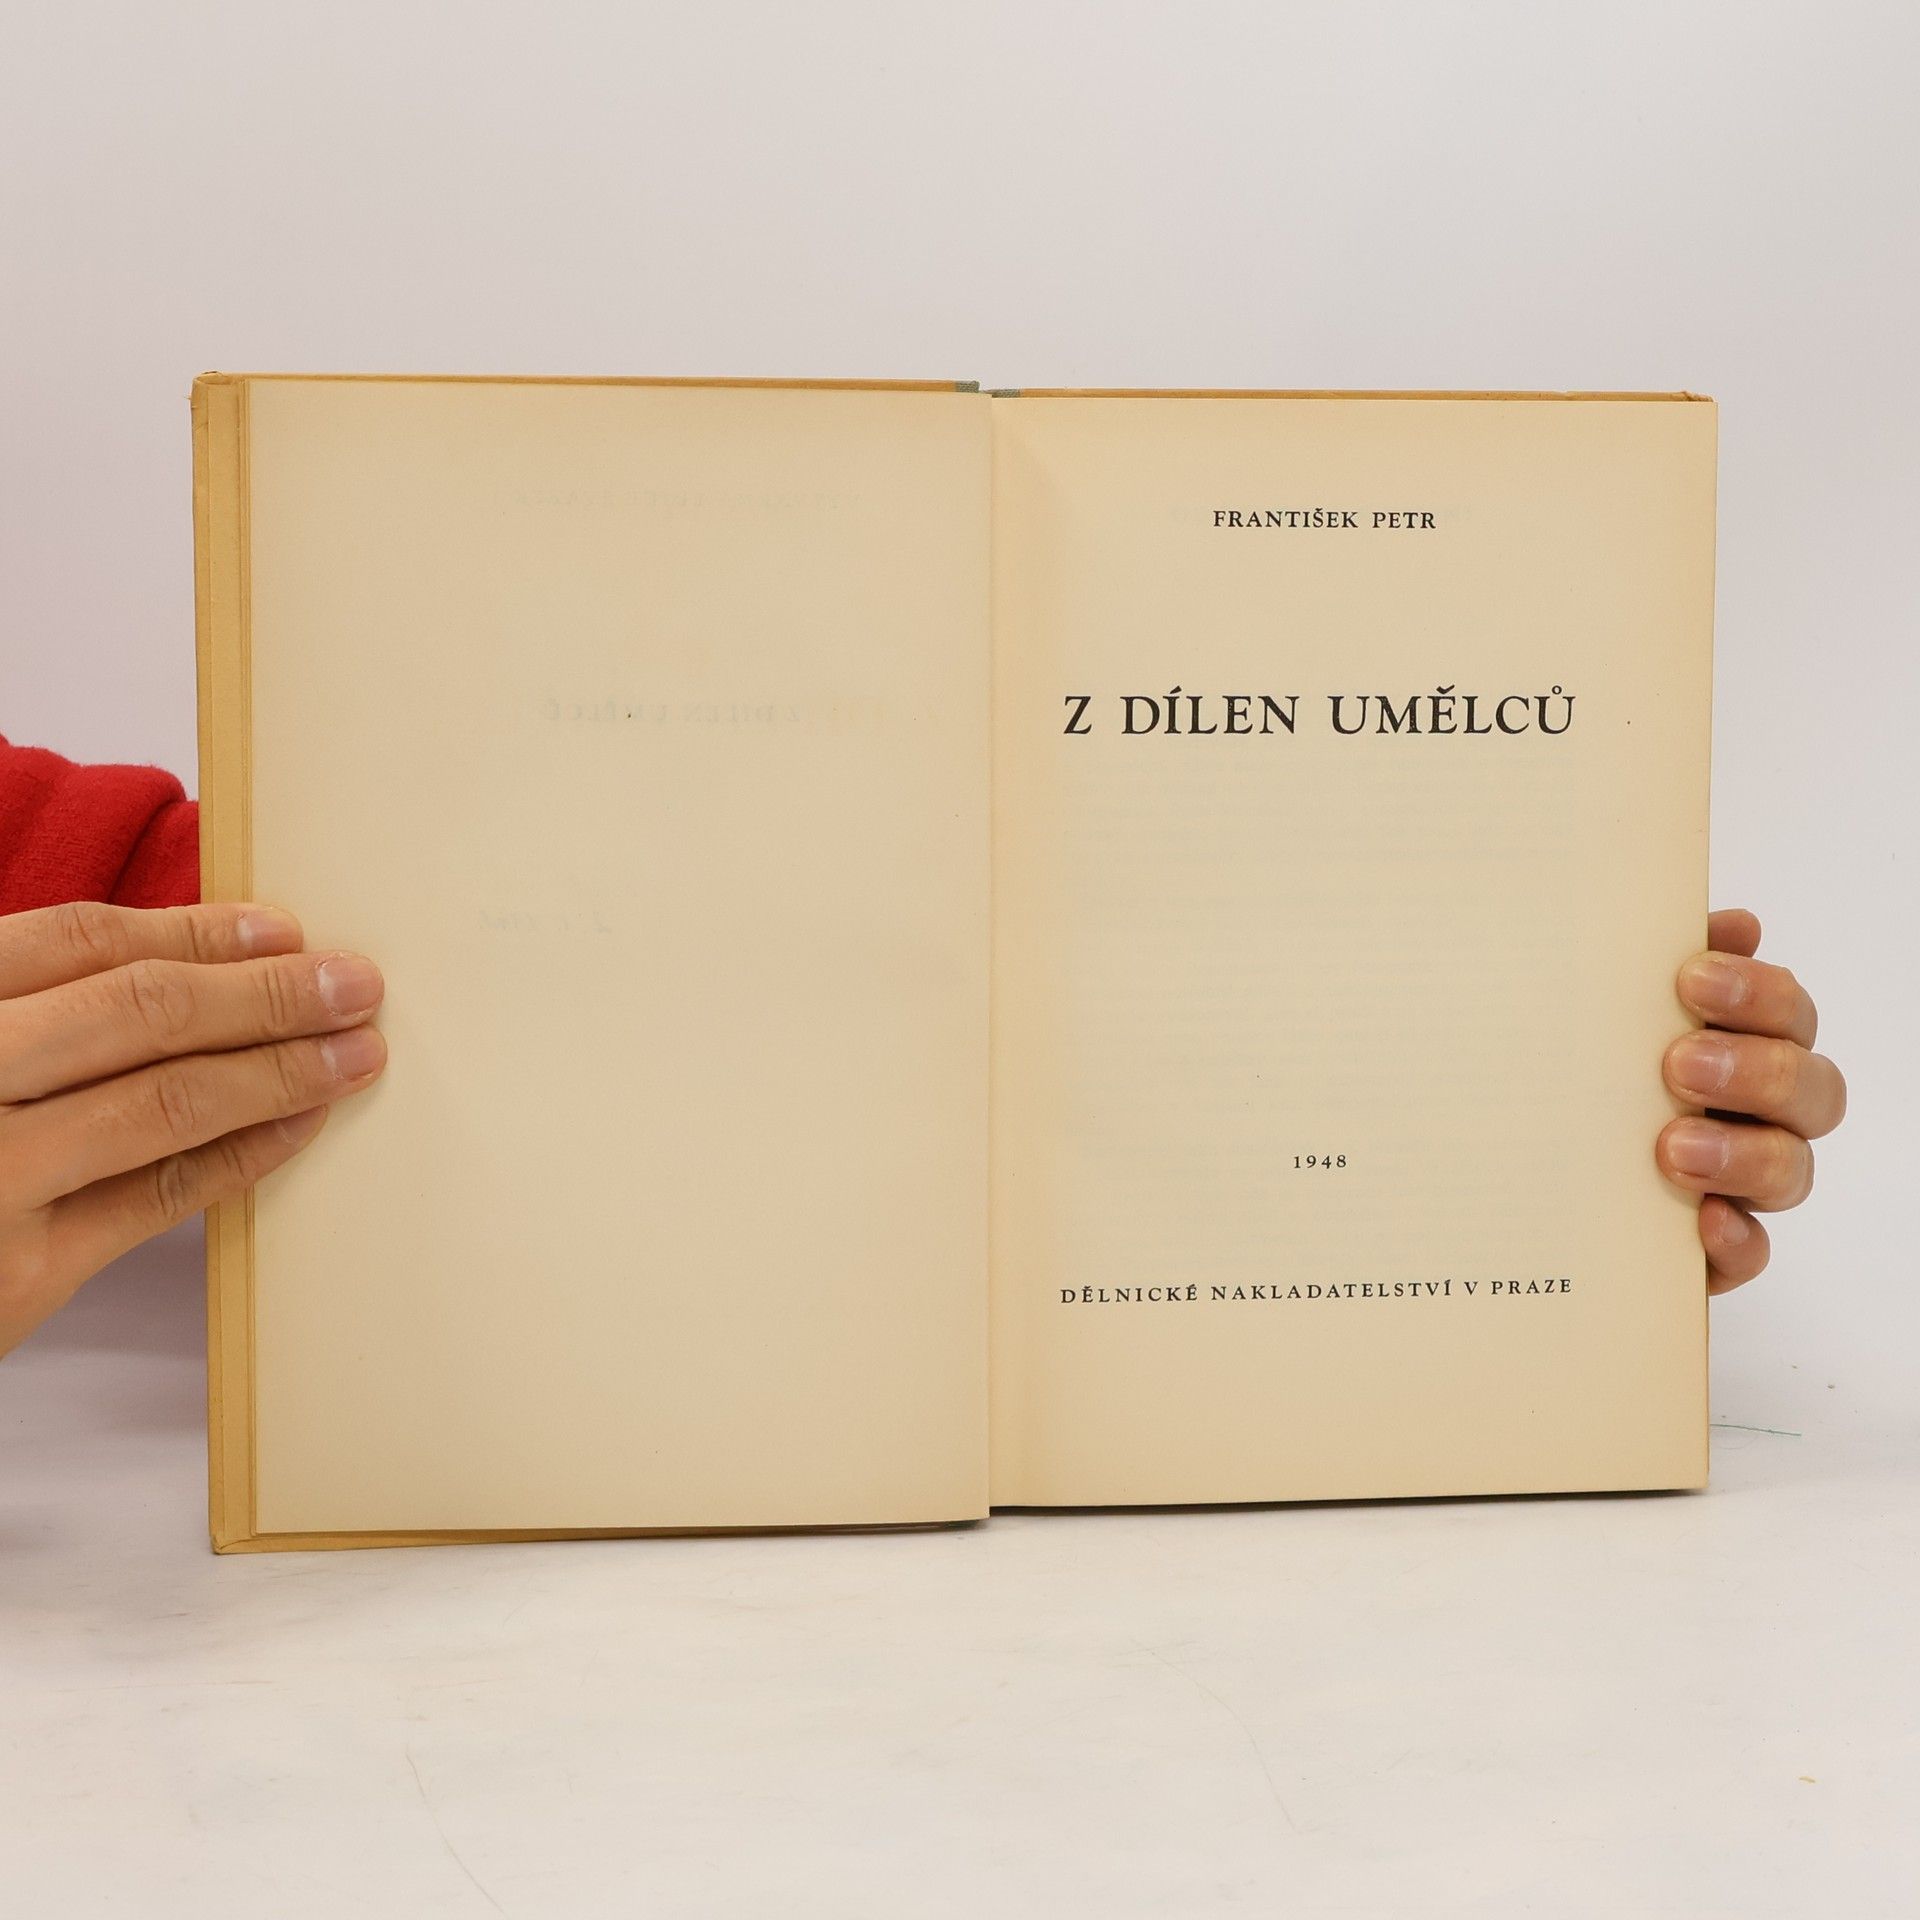 FRANTIŠEK PETR
Z DÍLEN UMĚLCŮ
1948
DĚLNICKÉ NAKLADATELSTVÍ V PRAZE